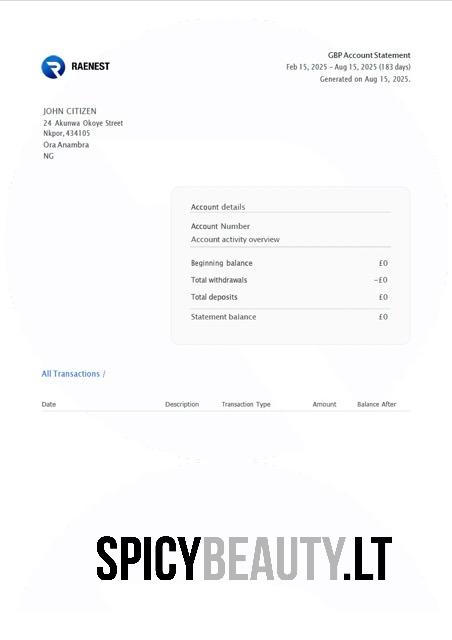 RAENEST
GBP Account Statement
Feb 15, 2025 – Aug 15, 2025 (183 days)
Generated on Aug 15, 2025.
JOHN CITIZEN
24 Akunwa Okoye Street
Nkpor, 434105
Ora Anambra
NG
Account details
Account Number
Account activity overview
Beginning balance £0
Total withdrawals –£0
Total deposits £0
Statement balance £0
All Transactions /
Date Description Transaction Type Amount Balance After
SPICYBEAUTY.LT